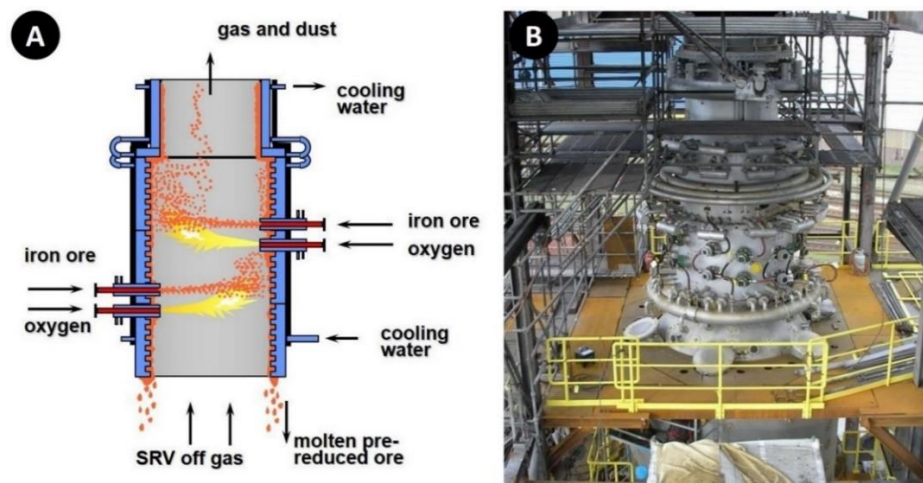 A
gas and dust
cooling
water
iron ore
oxygen
iron ore
oxygen
cooling
water
SRV off gas
molten pre-
reduced ore
B